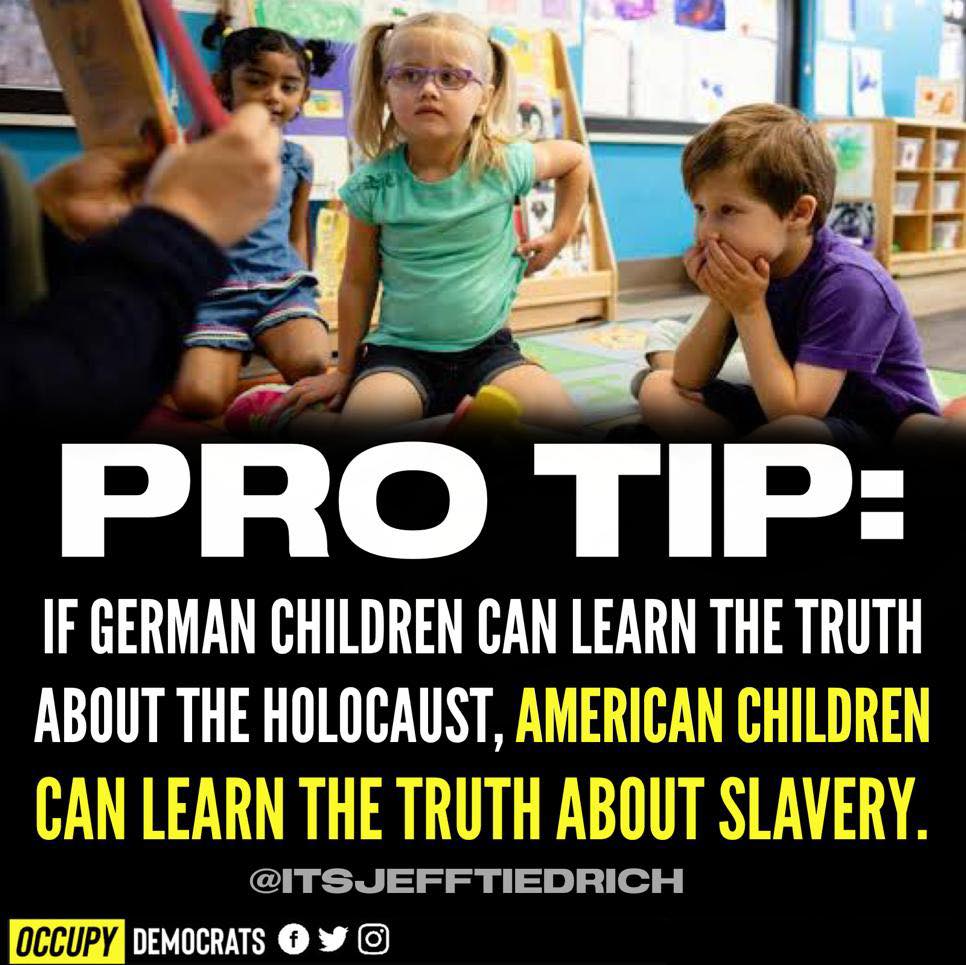 PRO TIP:
IF GERMAN CHILDREN CAN LEARN THE TRUTH
ABOUT THE HOLOCAUST, AMERICAN CHILDREN
CAN LEARN THE TRUTH ABOUT SLAVERY.
@ITSJEFFTIEDRICH
OCCUPY DEMOCRATS